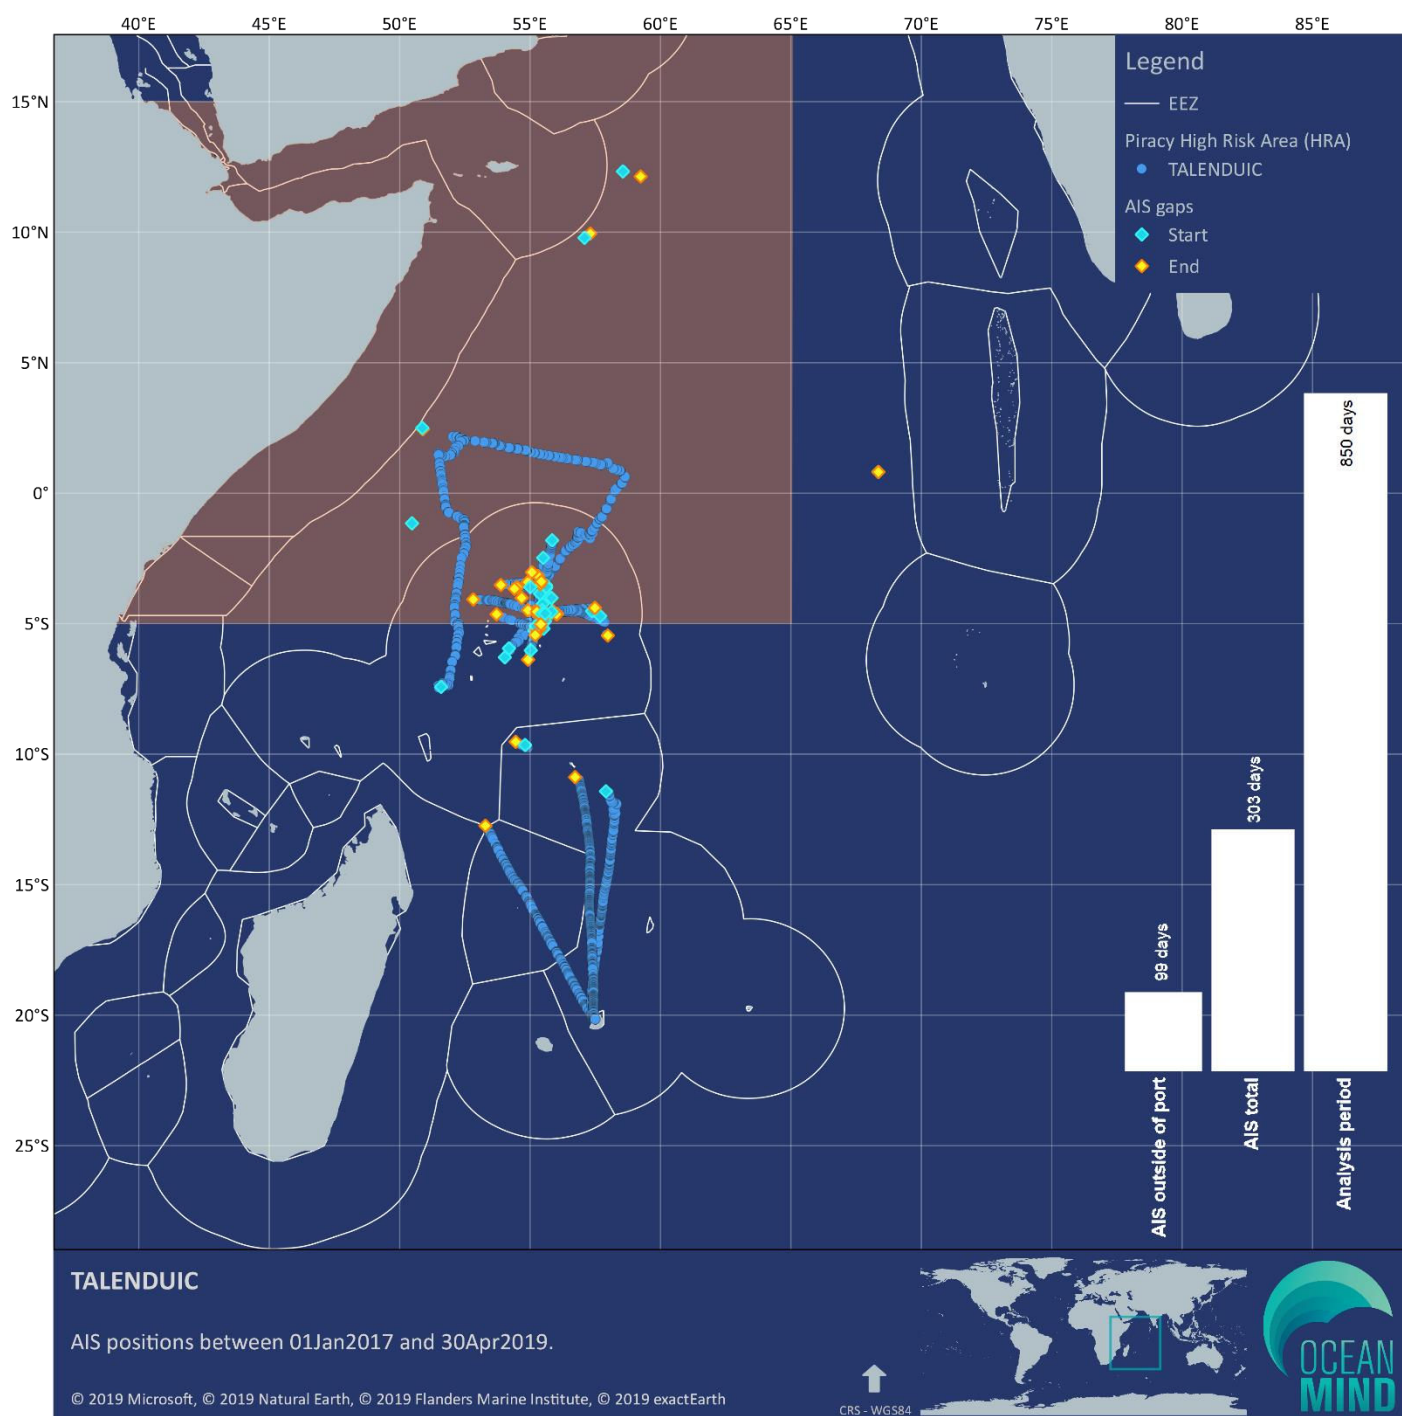 40°E 45°E 50°E 55°E 60°E 65°E 70°E 75°E 80°E 85°E
15°N
10°N
5°N
0°
5°S
10°S
15°S
20°S
25°S
Legend
EEZ
Piracy High Risk Area (HRA)
TALENDUIC
AIS gaps
Start
End
99 days
303 days
850 days
AIS outside of port
AIS total
Analysis period
TALENDUIC
AIS positions between 01Jan2017 and 30Apr2019.
© 2019 Microsoft, © 2019 Natural Earth, © 2019 Flanders Marine Institute, © 2019 exactEarth
CRS - WGS84
OCEAN
MIND